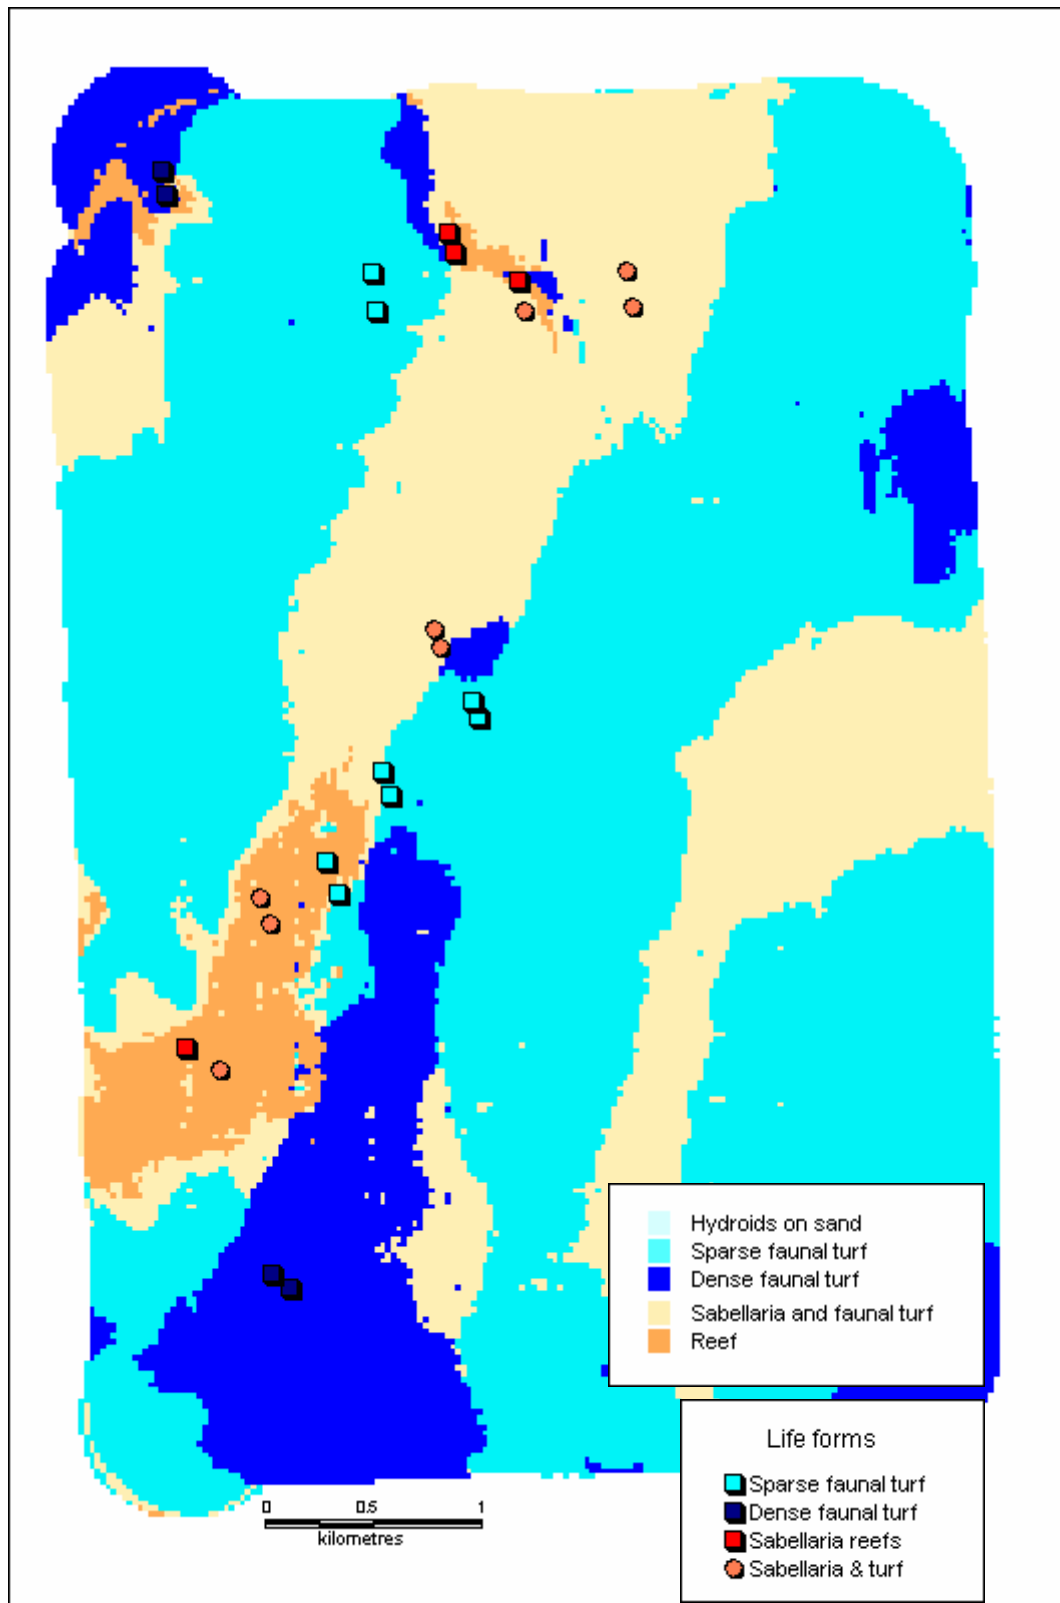 Hydroids on sand
Sparse faunal turf
Dense faunal turf
Sabellaria and faunal turf
Reef
Life forms
Sparse faunal turf
Dense faunal turf
Sabellaria reefs
Sabellaria & turf
0 0.5 1
kilometres